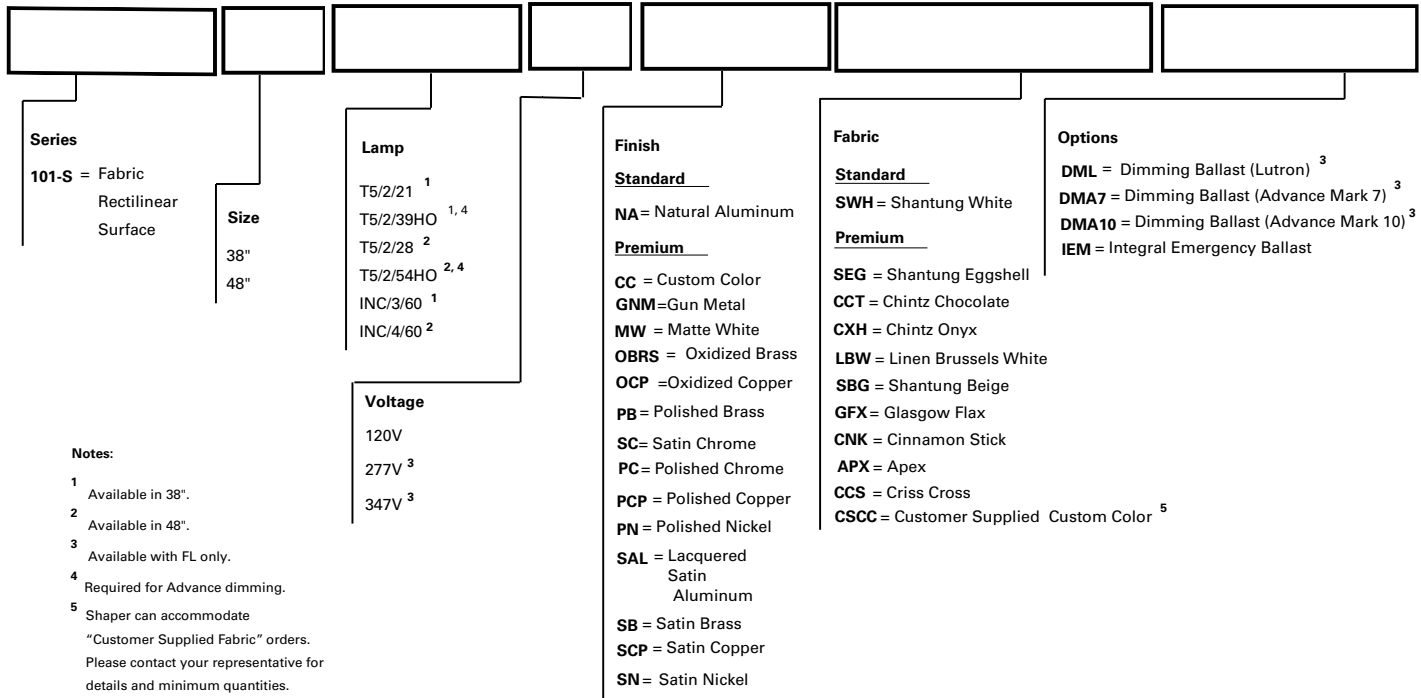 Series
101-S = Fabric
Rectilinear
Surface
Size
38"
48"
Lamp
T5/2/21 1
T5/2/39HO 1, 4
T5/2/28 2
T5/2/54HO 2, 4
INC/3/60 1
INC/4/60 2
Voltage
120V
277V 3
347V 3
Finish
Standard
NA= Natural Aluminum
Premium
CC = Custom Color
GNM=Gun Metal
MW = Matte White
OBRS = Oxidized Brass
OCP =Oxidized Copper
PB= Polished Brass
SC= Satin Chrome
PC= Polished Chrome
PCP = Polished Copper
PN = Polished Nickel
SAL = Lacquered
Satin
Aluminum
SB = Satin Brass
SCP = Satin Copper
SN = Satin Nickel
Fabric
Standard
SWH = Shantung White
Premium
SEG = Shantung Eggshell
CCT = Chintz Chocolate
CXH = Chintz Onyx
LBW = Linen Brussels White
SBG = Shantung Beige
GFX = Glasgow Flax
CNK = Cinnamon Stick
APX = Apex
CCS = Criss Cross
CSCC = Customer Supplied Custom Color 5
Options
DML = Dimming Ballast (Lutron) 3
DMA7 = Dimming Ballast (Advance Mark 7) 3
DMA10 = Dimming Ballast (Advance Mark 10) 3
IEM = Integral Emergency Ballast
Notes:
1 Available in 38".
2 Available in 48".
3 Available with FL only.
4 Required for Advance dimming.
5 Shaper can accommodate
“Customer Supplied Fabric” orders.
Please contact your representative for
details and minimum quantities.